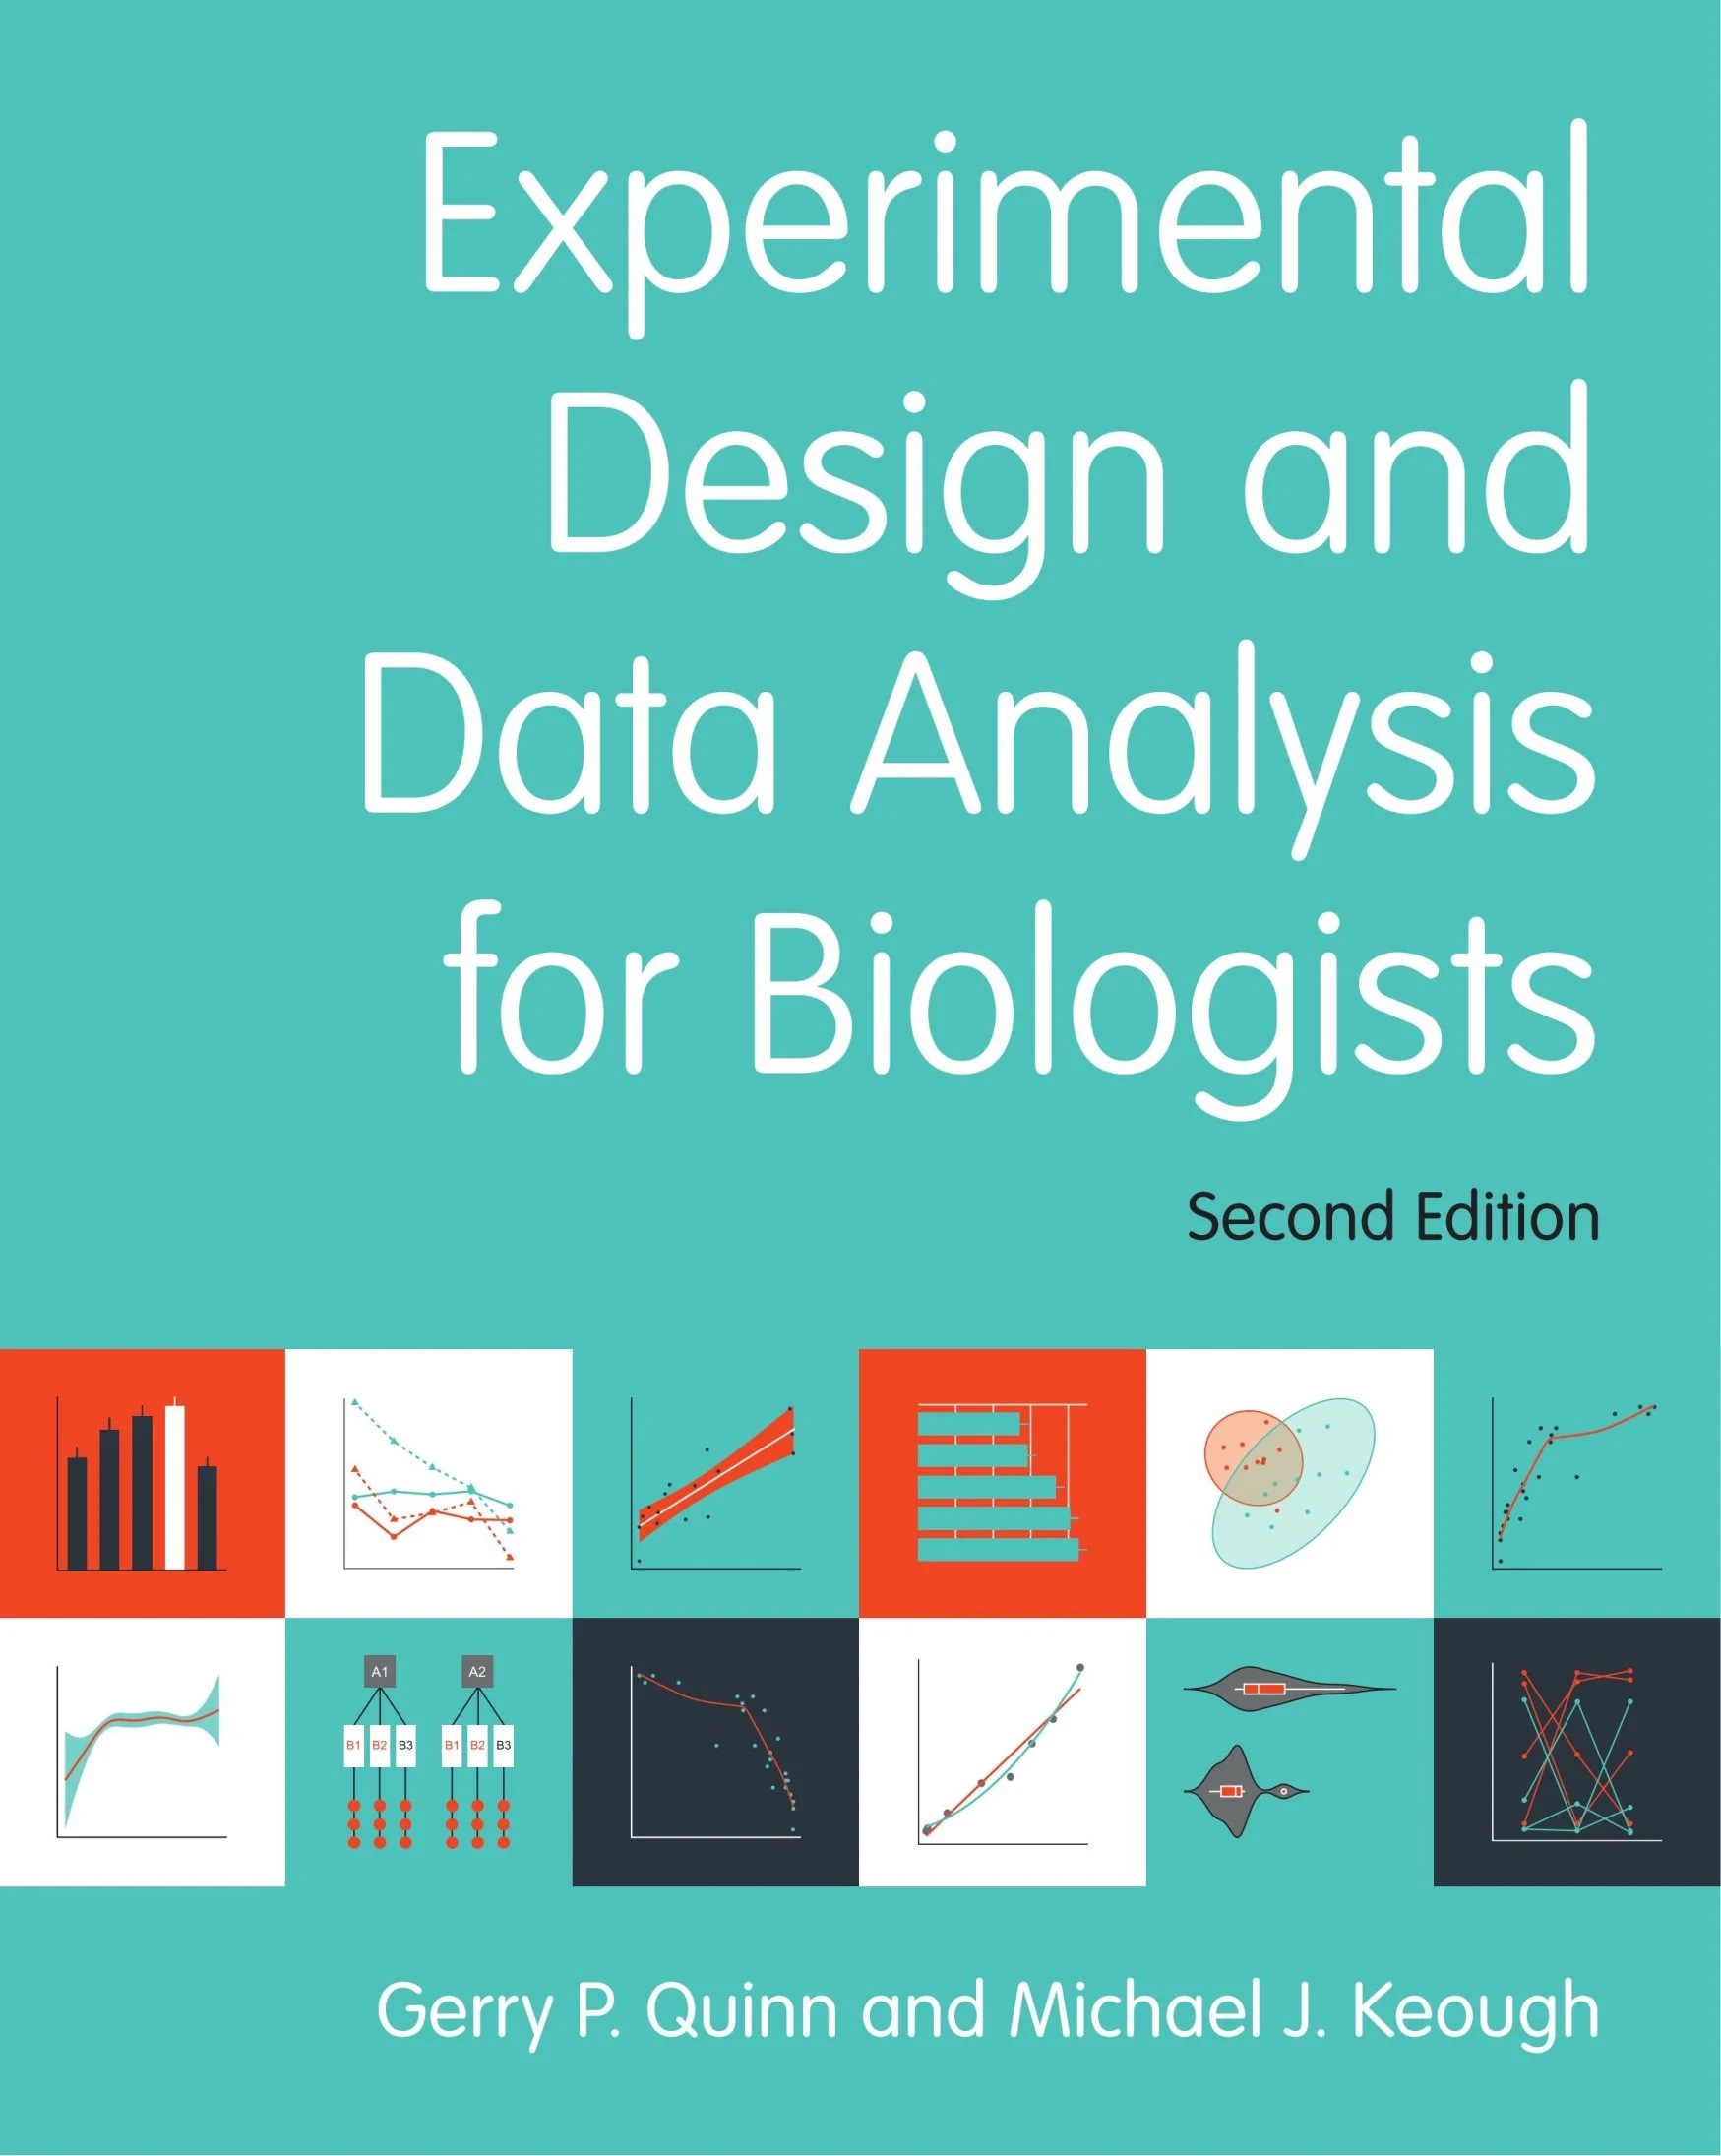 Experimental
Design and
Data Analysis
for Biologists
Second Edition
A1 A2
B1 B2 B3 B1 B2 B3
Gerry P. Quinn and Michael J. Keough